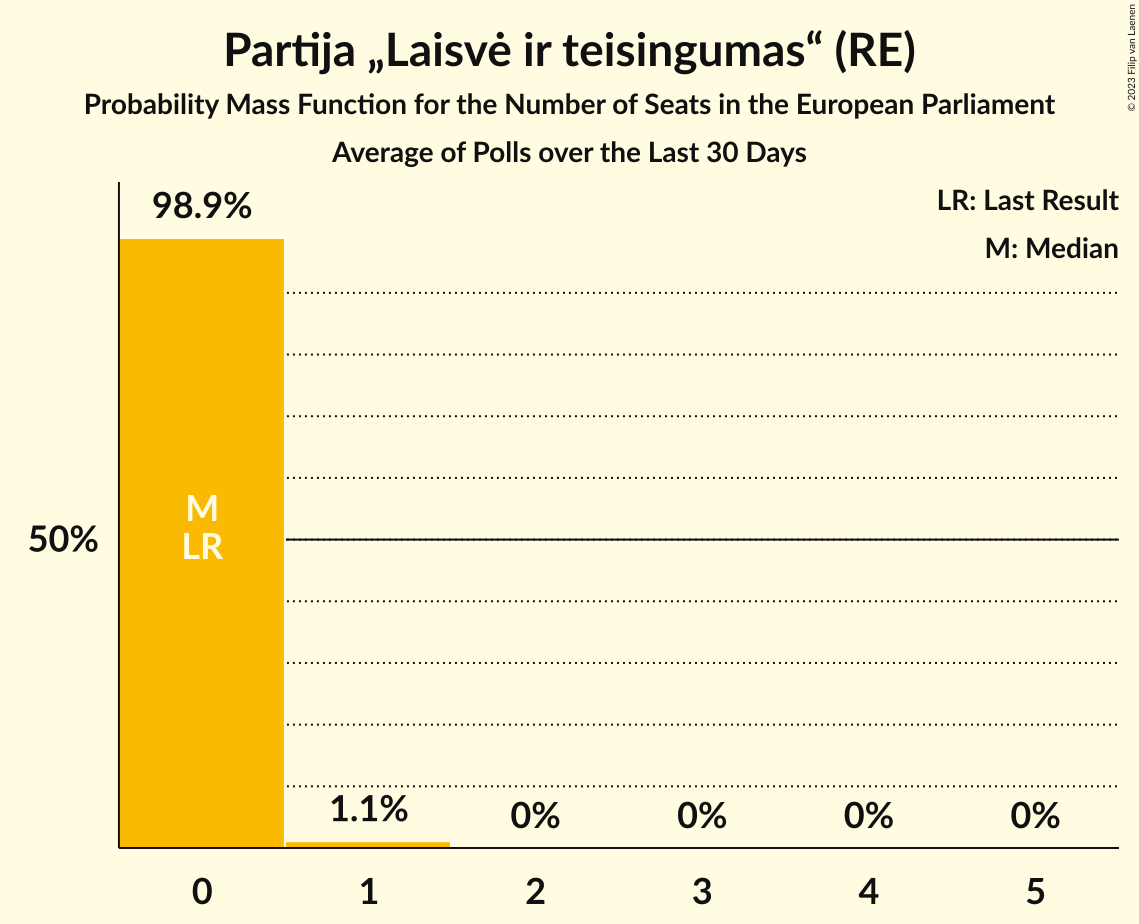 Partija „Laisvė ir teisingumas“ (RE)
Probability Mass Function for the Number of Seats in the European Parliament
Average of Polls over the Last 30 Days
© 2023 Filip van Laenen
LR: Last Result
M: Median
98.9%
M
LR
50%
1.1%
0%
0%
0%
0%
0
1
2
3
4
5